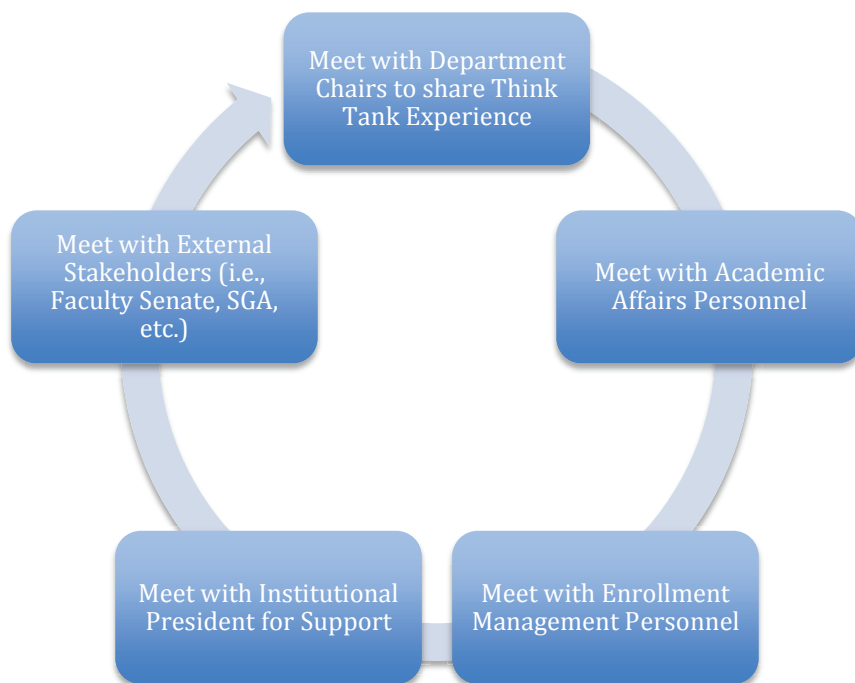 Meet with Department
Chairs to share Think
Tank Experience
Meet with Academic
Affairs Personnel
Meet with Enrollment
Management Personnel
Meet with Institutional
President for Support
Meet with External
Stakeholders (i.e.,
Faculty Senate, SGA,
etc.)